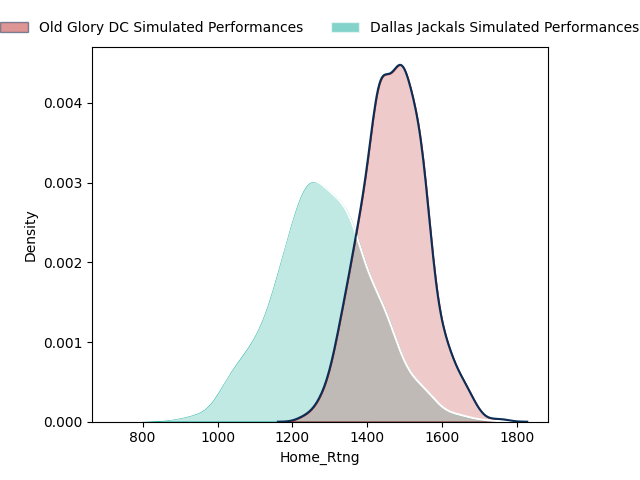 Old Glory DC Simulated Performances
Dallas Jackals Simulated Performances
0.004
0.003
0.002
0.001
0.000
Density
800
1000
1200
1400
1600
1800
Home_Rtng